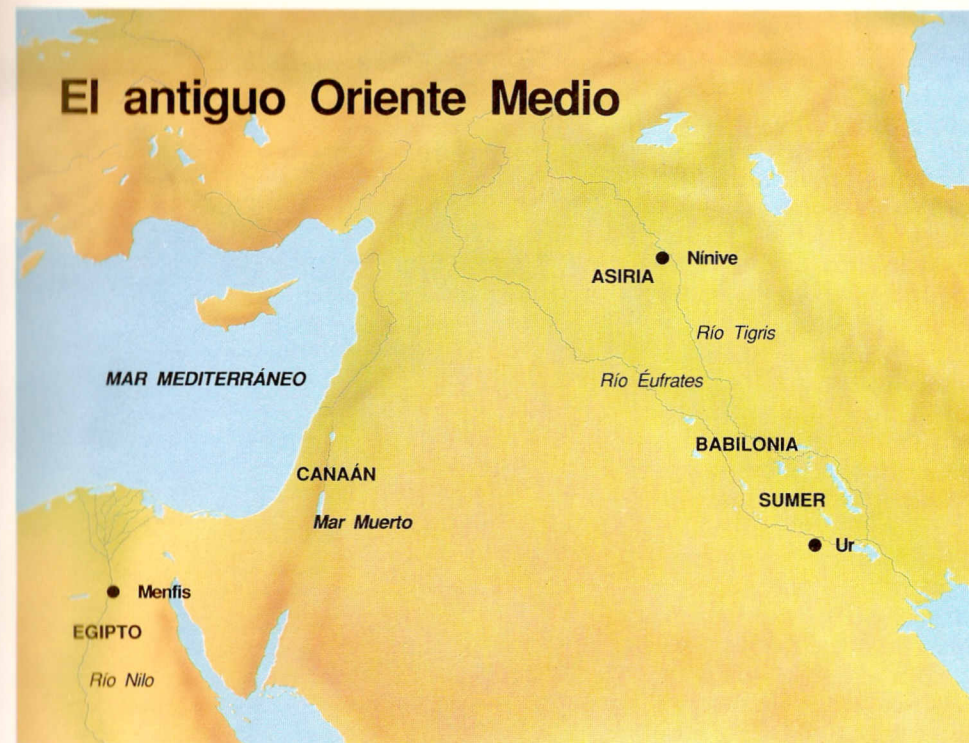 El antiguo Oriente Medio
Nínive
ASIRIA
Río Tigris
MAR MEDITERRÁNEO
Río Éufrates
BABILONIA
CANAÁN
SUMER
Mar Muerto
Ur
Menfis
EGIPTO
Río Nilo